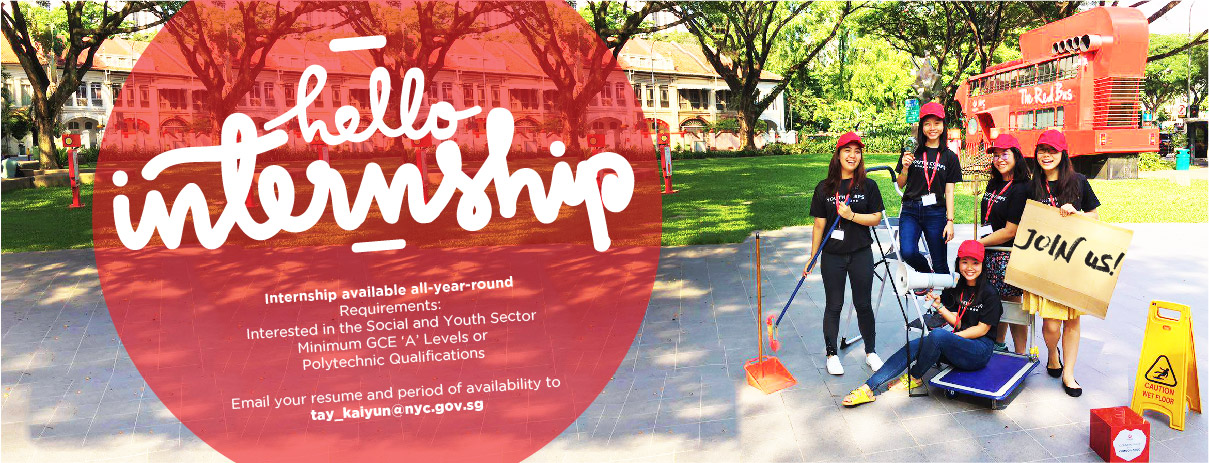 hello
internship
Internship available all-year-round
Requirements:
Interested in the Social and Youth Sector
Minimum GCE ‘A’ Levels or
Polytechnic Qualifications
Email your resume and period of availability to
tay_kaiyun@nyc.gov.sg
The Red Bus
YOUTH CORPS
JOIN us!
CAUTION
WET FLOOR